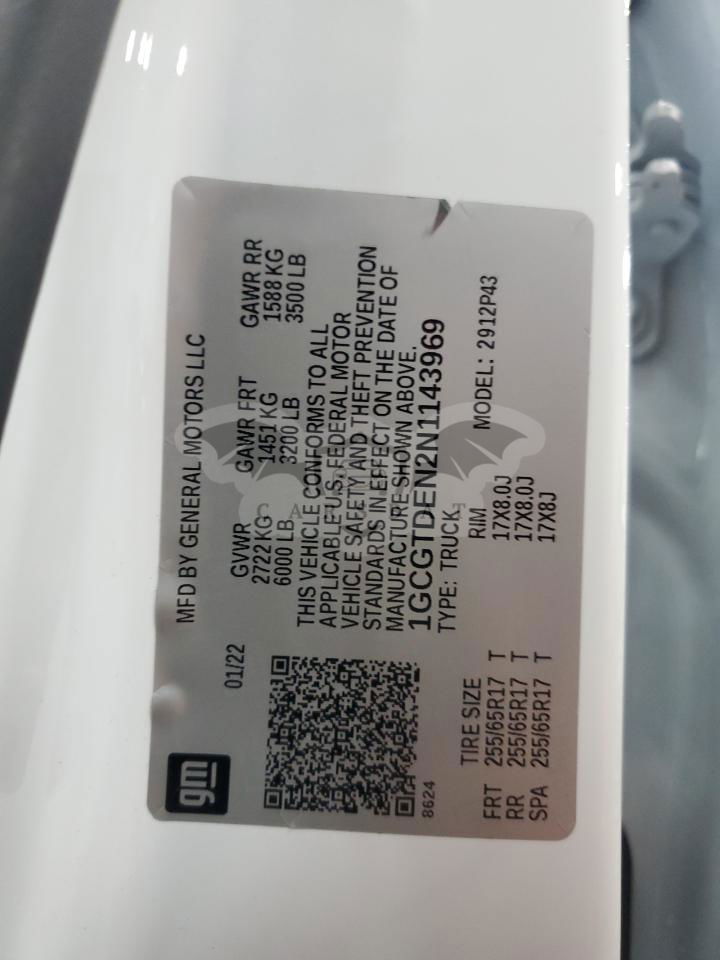 gm
MFD BY GENERAL MOTORS LLC
01/22
GVWR GAWR FRT GAWR RR
2722 KG 1451 KG 1588 KG
6000 LB 3200 LB 3500 LB
THIS VEHICLE CONFORMS TO ALL
APPLICABLE U.S. FEDERAL MOTOR
VEHICLE SAFETY AND THEFT PREVENTION
STANDARDS IN EFFECT ON THE DATE OF
MANUFACTURE SHOWN ABOVE.
1GCGTDEN2N1143969
TYPE: TRUCK MODEL: 2912P43
8624
TIRE SIZE RIM
FRT 255/65R17 T 17X8.0J
RR 255/65R17 T 17X8.0J
SPA 255/65R17 T 17X8J